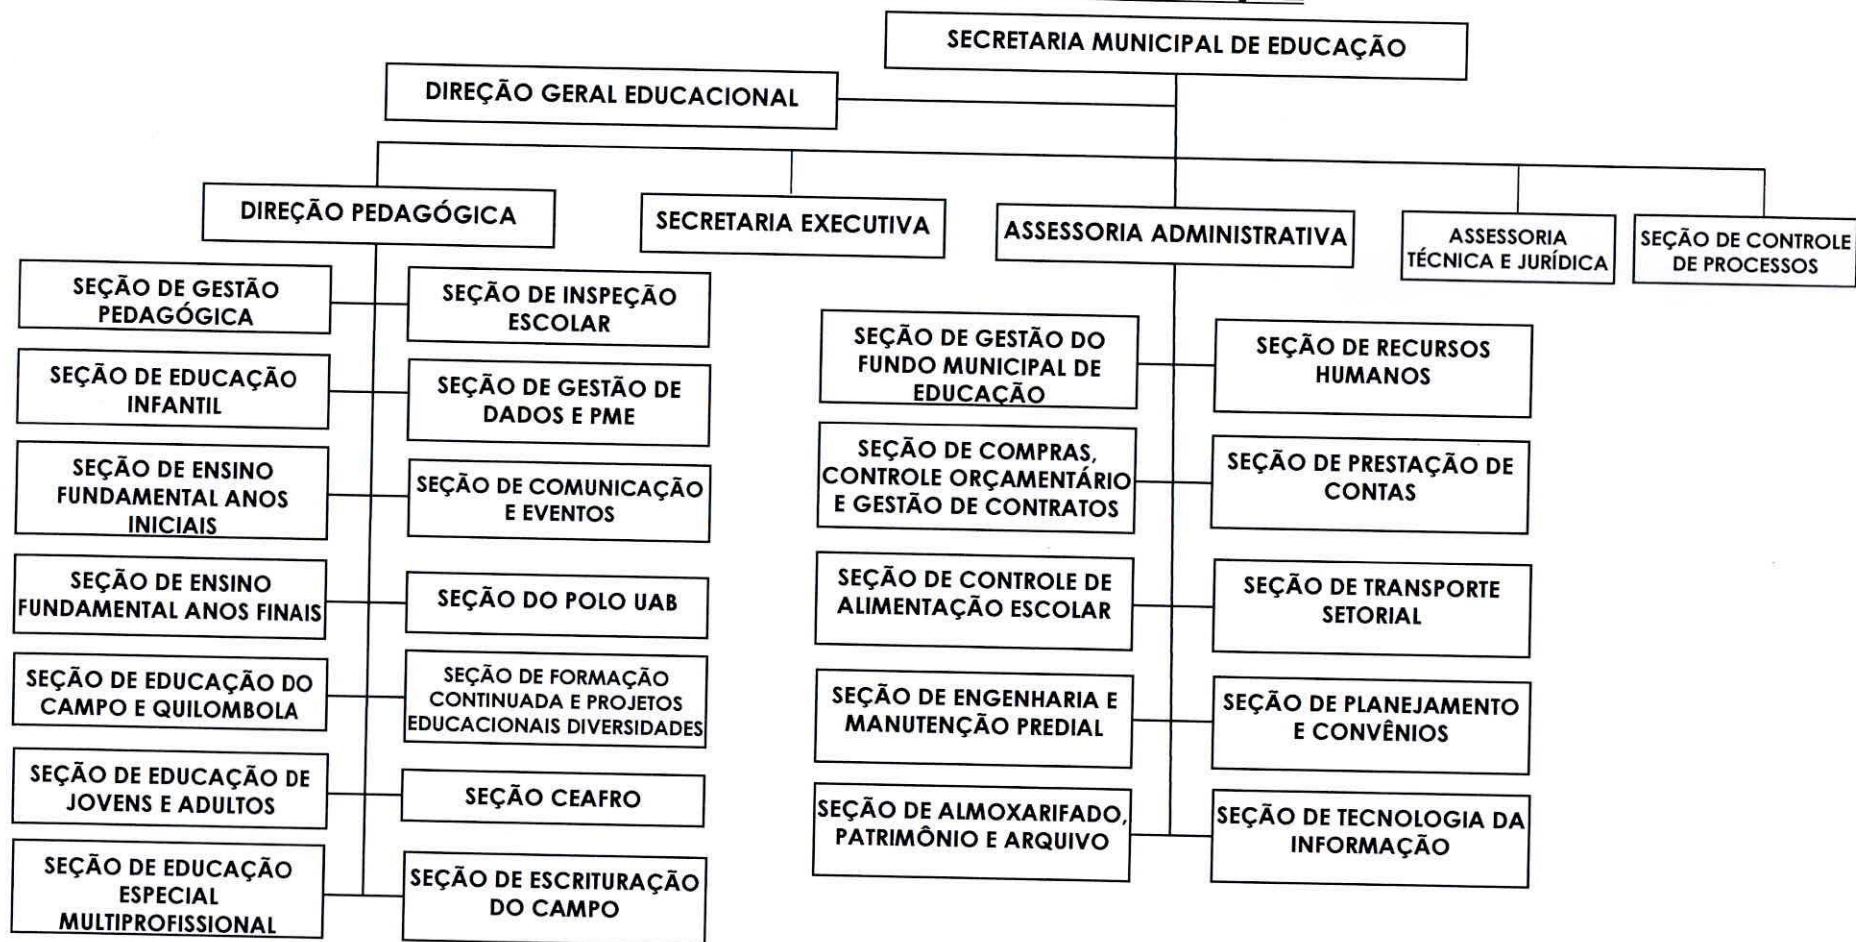 SECRETARIA MUNICIPAL DE EDUCAÇÃO
DIREÇÃO GERAL EDUCACIONAL
DIREÇÃO PEDAGÓGICA
SECRETARIA EXECUTIVA
ASSESSORIA ADMINISTRATIVA
ASSESSORIA
TÉCNICA E JURÍDICA
SEÇÃO DE CONTROLE
DE PROCESSOS
SEÇÃO DE GESTÃO
PEDAGÓGICA
SEÇÃO DE INSPEÇÃO
ESCOLAR
SEÇÃO DE EDUCAÇÃO
INFANTIL
SEÇÃO DE GESTÃO DE
DADOS E PME
SEÇÃO DE ENSINO
FUNDAMENTAL ANOS
INICIAIS
SEÇÃO DE COMUNICAÇÃO
E EVENTOS
SEÇÃO DE ENSINO
FUNDAMENTAL ANOS FINAIS
SEÇÃO DO POLO UAB
SEÇÃO DE EDUCAÇÃO DO
CAMPO E QUILOMBOLA
SEÇÃO DE FORMAÇÃO
CONTINUADA E PROJETOS
EDUCACIONAIS DIVERSIDADES
SEÇÃO DE EDUCAÇÃO DE
JOVENS E ADULTOS
SEÇÃO CEAFRO
SEÇÃO DE EDUCAÇÃO
ESPECIAL
MULTIPROFISSIONAL
SEÇÃO DE ESCRITURAÇÃO
DO CAMPO
SEÇÃO DE GESTÃO DO
FUNDO MUNICIPAL DE
EDUCAÇÃO
SEÇÃO DE RECURSOS
HUMANOS
SEÇÃO DE COMPRAS,
CONTROLE ORÇAMENTÁRIO
E GESTÃO DE CONTRATOS
SEÇÃO DE PRESTAÇÃO DE
CONTAS
SEÇÃO DE CONTROLE DE
ALIMENTAÇÃO ESCOLAR
SEÇÃO DE TRANSPORTE
SETORIAL
SEÇÃO DE ENGENHARIA E
MANUTENÇÃO PREDIAL
SEÇÃO DE PLANEJAMENTO
E CONVÊNIOS
SEÇÃO DE ALMOXARIFADO,
PATRIMÔNIO E ARQUIVO
SEÇÃO DE TECNOLOGIA DA
INFORMAÇÃO